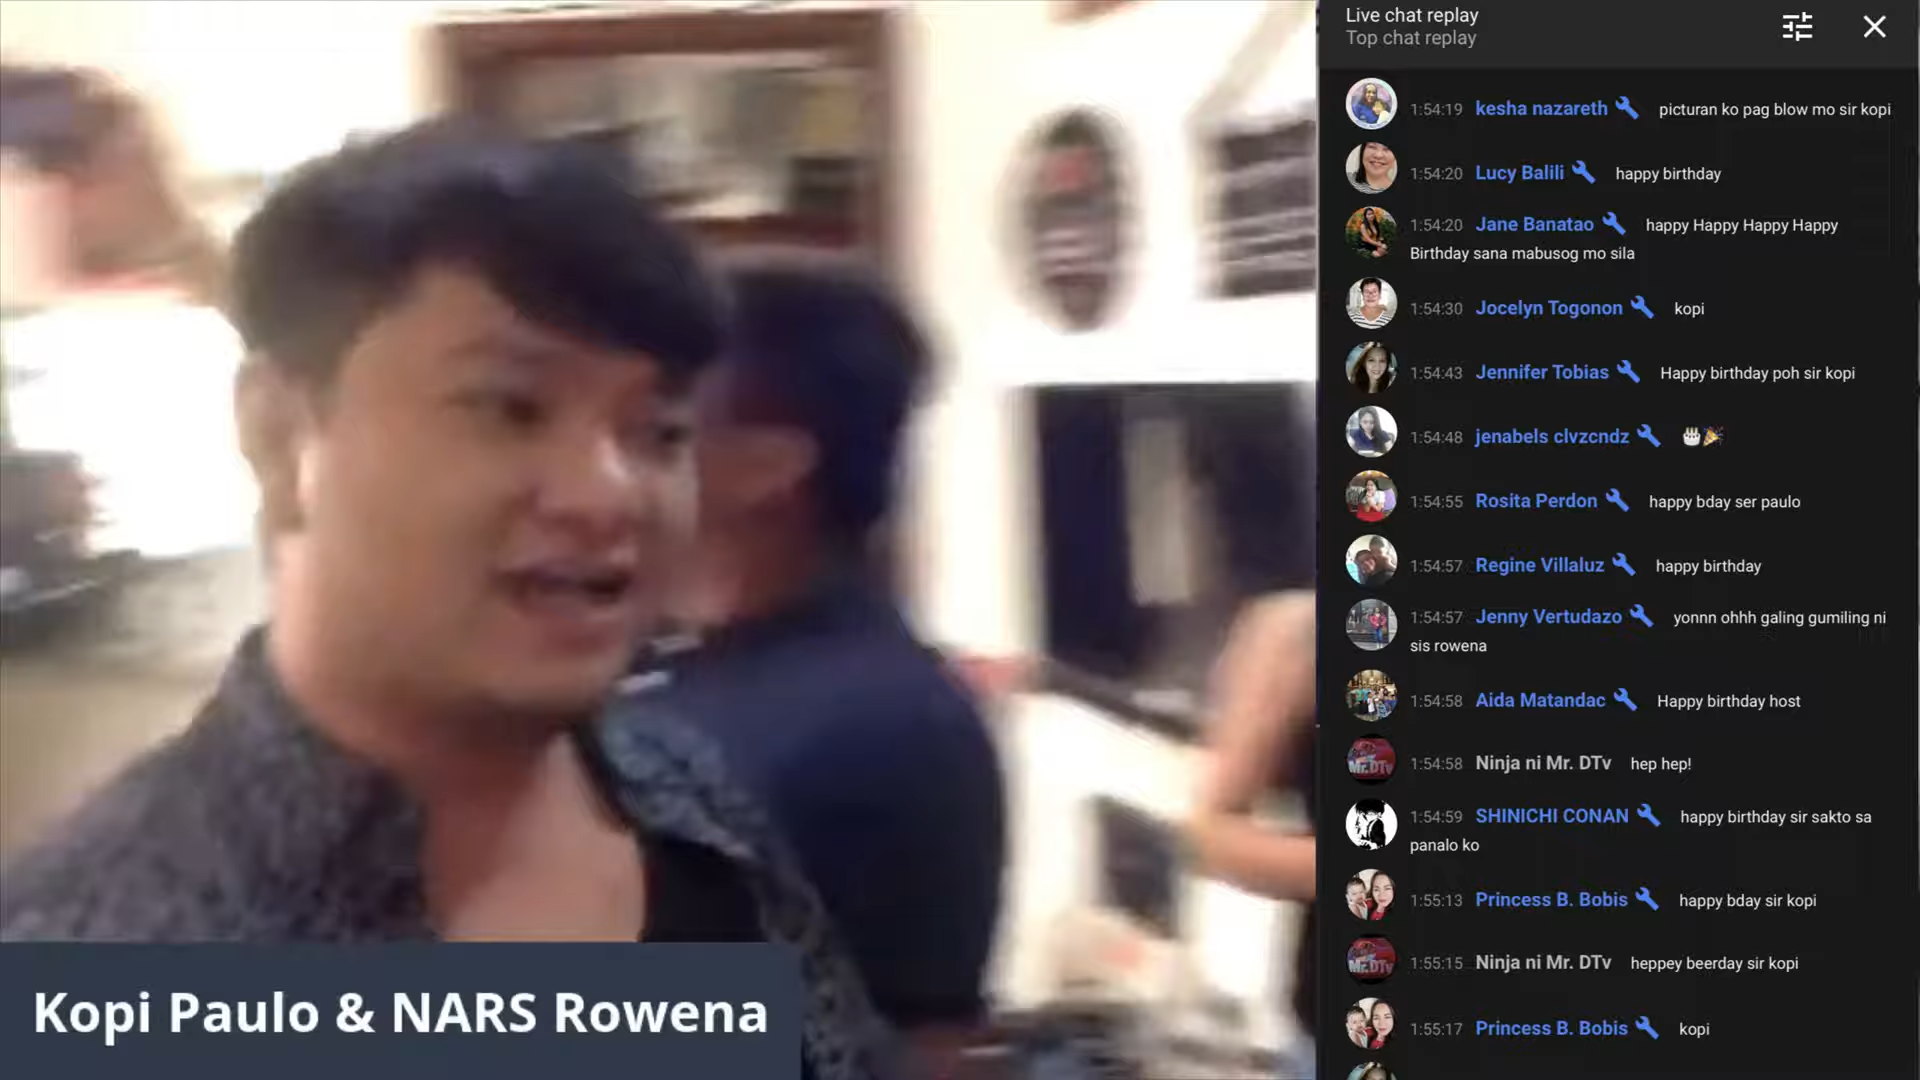 Live chat replay
Top chat replay
1:54:19 kesha nazareth picturan ko pag blow mo sir kopi
1:54:20 Lucy Balili happy birthday
1:54:20 Jane Banatao happy Happy Happy Happy
Birthday sana mabusog mo sila
1:54:30 Jocelyn Togonon kopi
1:54:43 Jennifer Tobias Happy birthday poh sir kopi
1:54:48 jenabels clvzcndz 🎂🎉
1:54:55 Rosita Perdon happy bday ser paulo
1:54:57 Regine Villaluz happy birthday
1:54:57 Jenny Vertudazo yonnn ohhh galing gumiling ni
sis rowena
1:54:58 Aida Matandac Happy birthday host
Mr.DTv
1:54:58 Ninja ni Mr. DTv hep hep!
1:54:59 SHINICHI CONAN happy birthday sir sakto sa
panalo ko
1:55:13 Princess B. Bobis happy bday sir kopi
Mr.DTv
1:55:15 Ninja ni Mr. DTv heppey beerday sir kopi
1:55:17 Princess B. Bobis kopi
Kopi Paulo & NARS Rowena